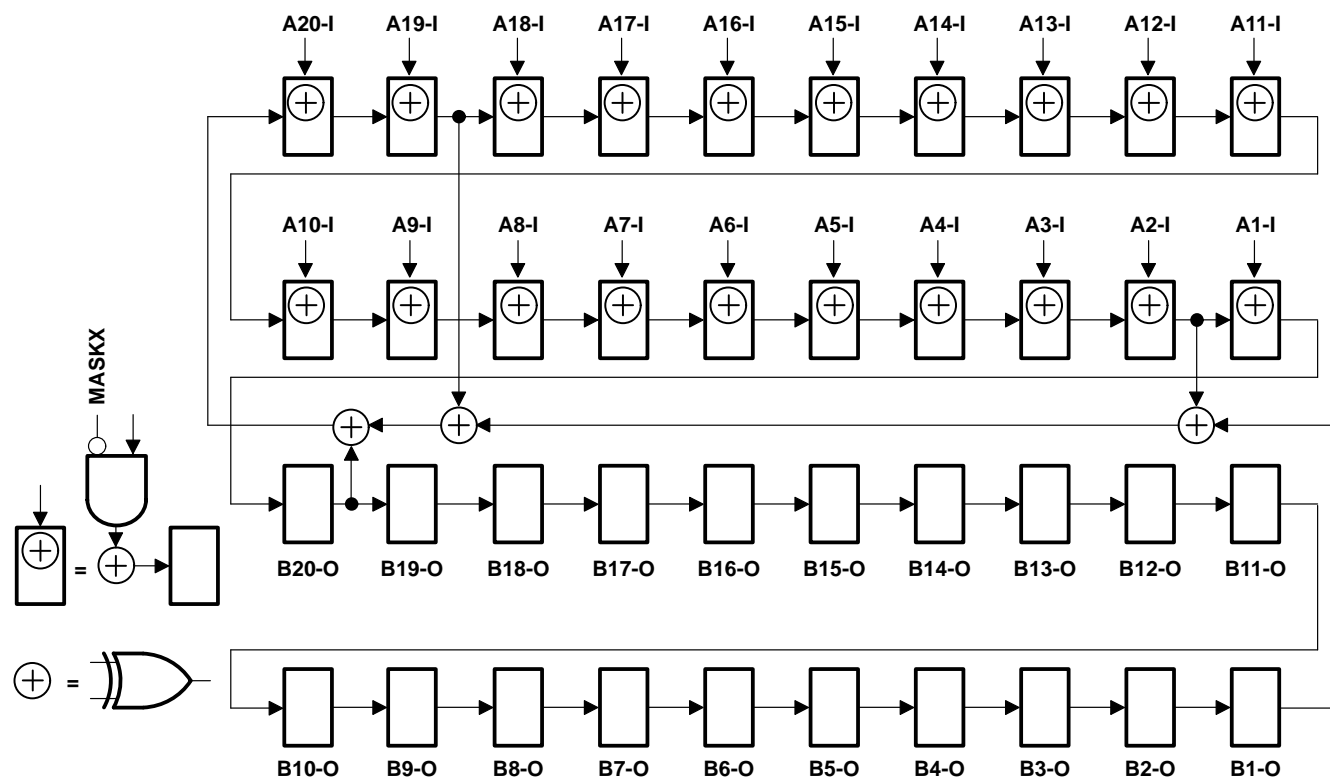 A20-I A19-I A18-I A17-I A16-I A15-I A14-I A13-I A12-I A11-I
A10-I A9-I A8-I A7-I A6-I A5-I A4-I A3-I A2-I A1-I
MASKX
=
B20-O B19-O B18-O B17-O B16-O B15-O B14-O B13-O B12-O B11-O
=
B10-O B9-O B8-O B7-O B6-O B5-O B4-O B3-O B2-O B1-O